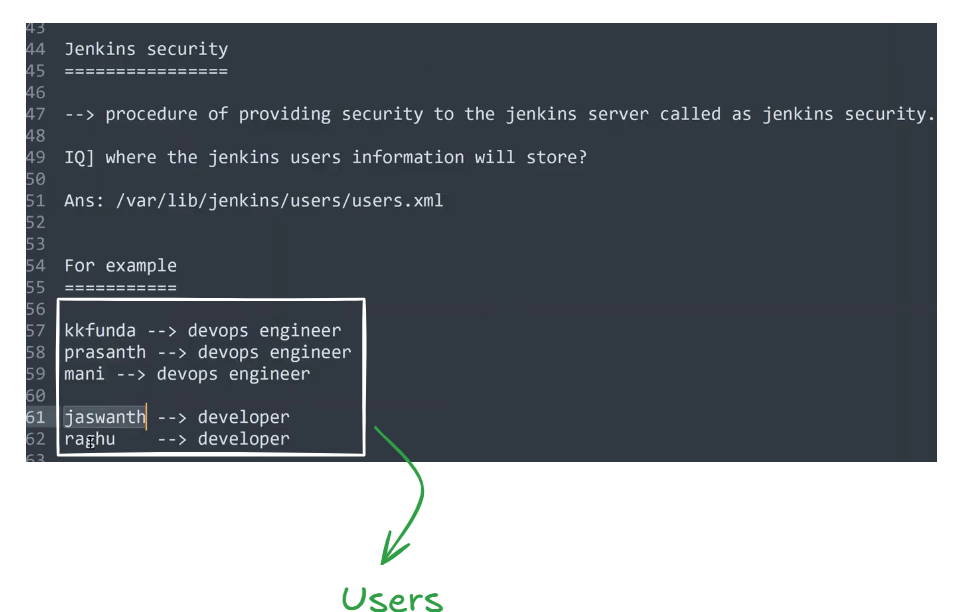 43
44 Jenkins security
45 ================
46
47 --> procedure of providing security to the jenkins server called as jenkins security.
48
49 IQ] where the jenkins users information will store?
50
51 Ans: /var/lib/jenkins/users/users.xml
52
53
54 For example
55 ===========
56
57 kkfunda --> devops engineer
58 prasanth --> devops engineer
59 mani --> devops engineer
60
61 jaswanth --> developer
62 raghu    --> developer
63
Users